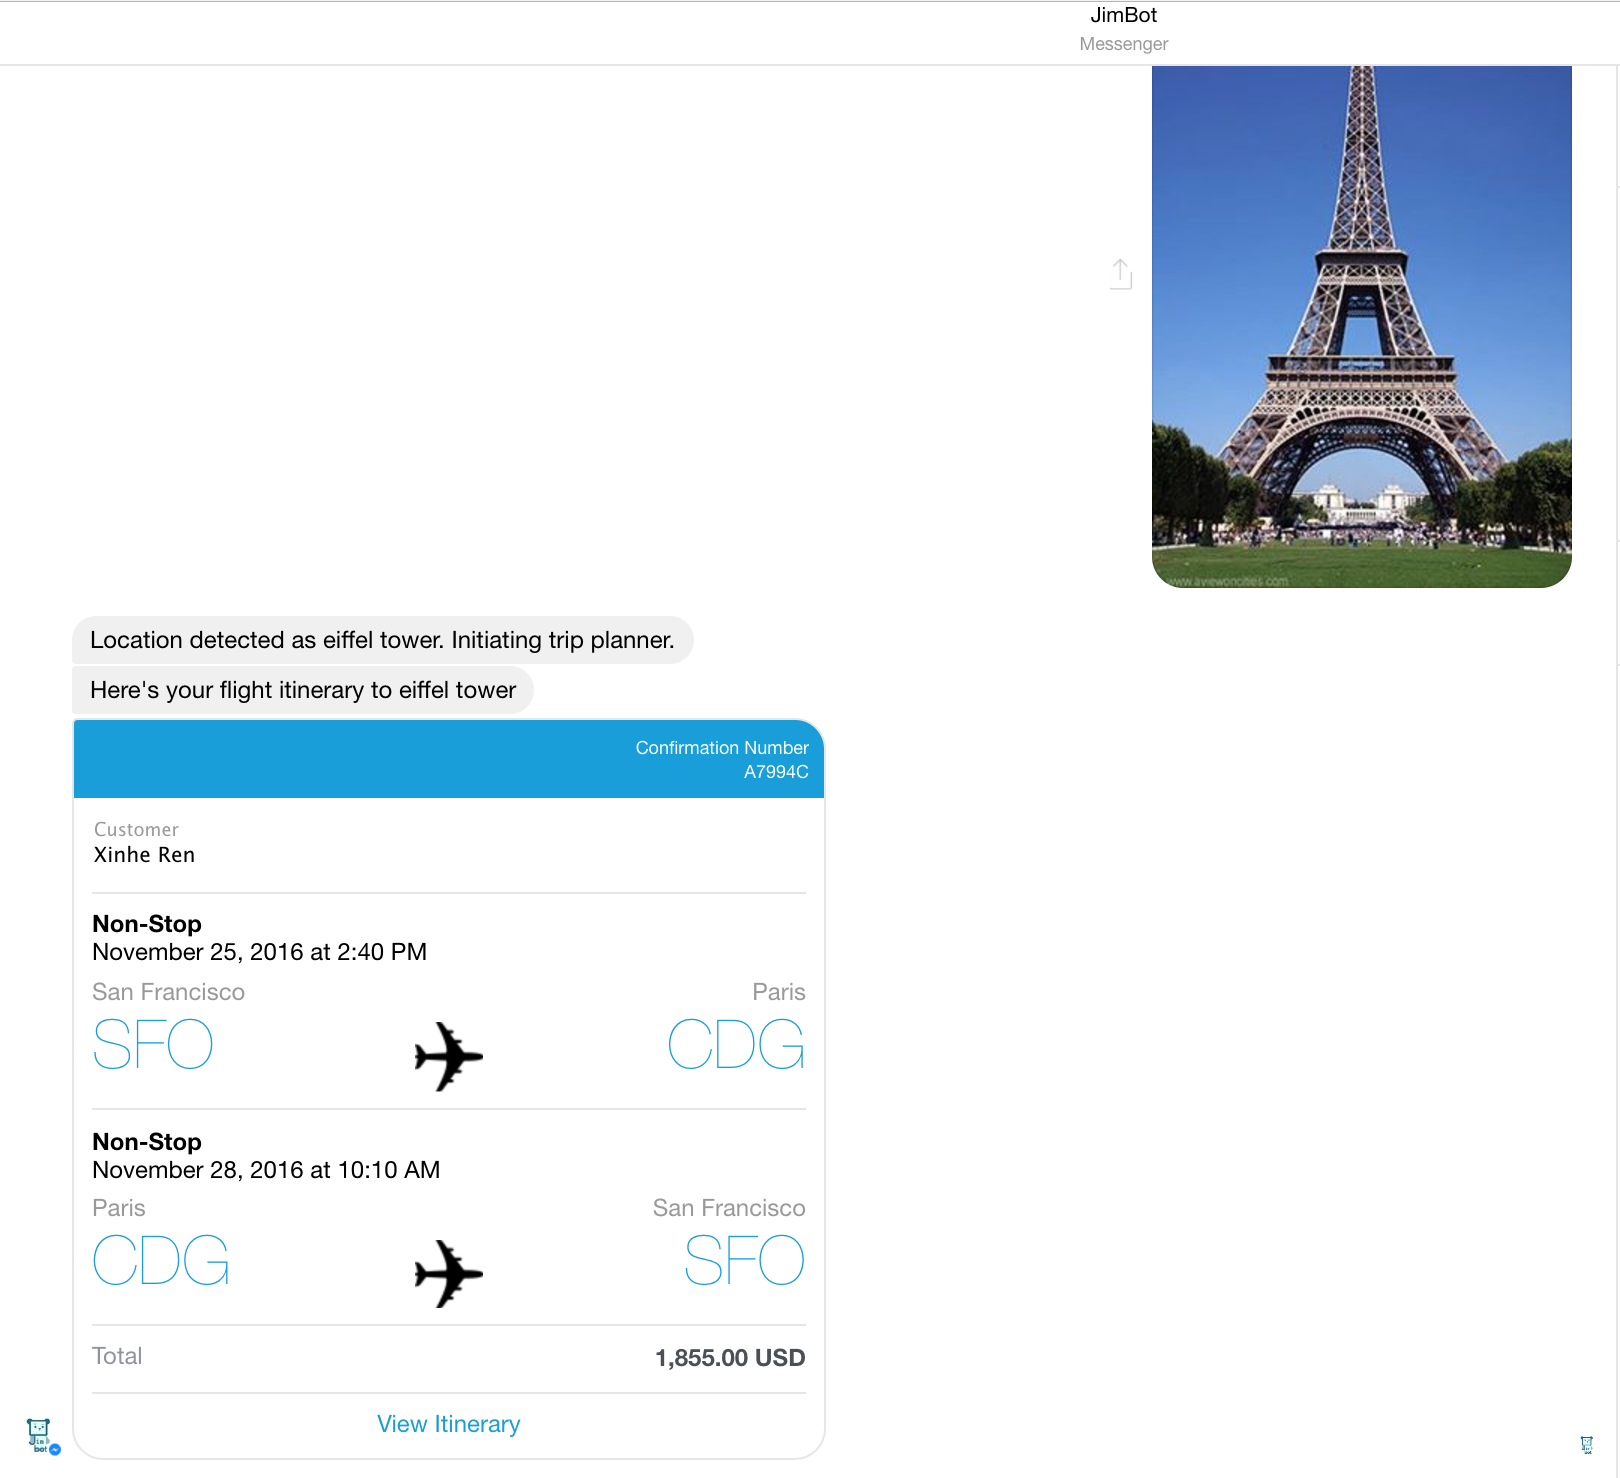 JimBot
Messenger
www.aviewoncities.com
Location detected as eiffel tower. Initiating trip planner.
Here's your flight itinerary to eiffel tower
Confirmation Number
A7994C
Customer
Xinhe Ren
Non-Stop
November 25, 2016 at 2:40 PM
San Francisco Paris
SFO CDG
Non-Stop
November 28, 2016 at 10:10 AM
Paris San Francisco
CDG SFO
Total 1,855.00 USD
View Itinerary
Jim
bot